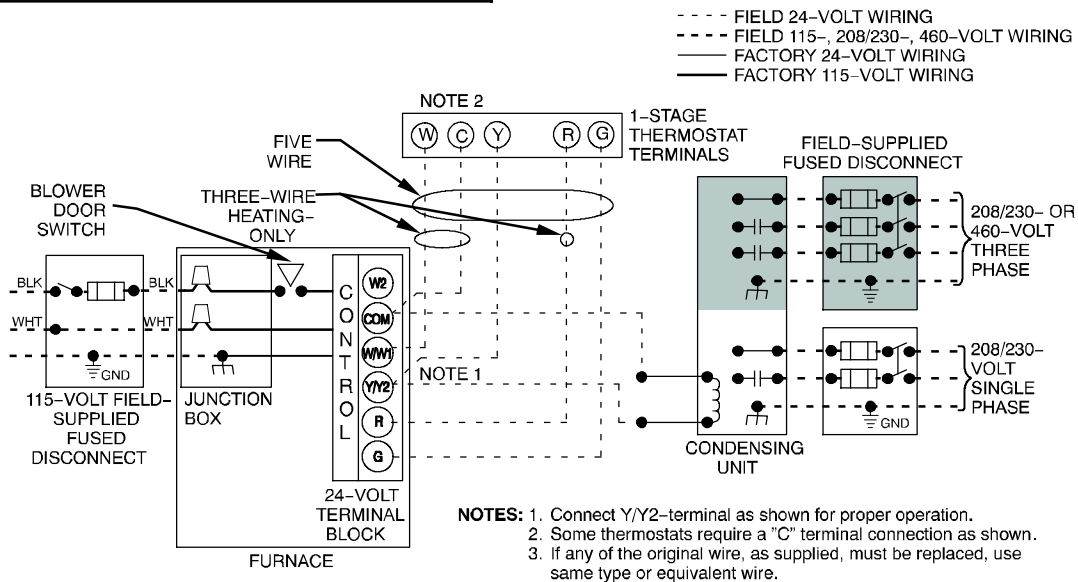 FIELD 24-VOLT WIRING
FIELD 115-, 208/230-, 460-VOLT WIRING
FACTORY 24-VOLT WIRING
FACTORY 115-VOLT WIRING
NOTE 2
W C Y R G
1-STAGE
THERMOSTAT
TERMINALS
FIVE
WIRE
THREE-WIRE
HEATING-
ONLY
BLOWER
DOOR
SWITCH
FIELD-SUPPLIED
FUSED DISCONNECT
208/230- OR
460-VOLT
THREE
PHASE
BLK
BLK
WHT
WHT
GND
CONTROL
W2
COM
W/W1
Y/Y2
R
G
NOTE 1
115-VOLT FIELD-
SUPPLIED
FUSED
DISCONNECT
JUNCTION
BOX
24-VOLT
TERMINAL
BLOCK
FURNACE
208/230-
VOLT
SINGLE
PHASE
GND
CONDENSING
UNIT
NOTES: 1. Connect Y/Y2-terminal as shown for proper operation.
2. Some thermostats require a "C" terminal connection as shown.
3. If any of the original wire, as supplied, must be replaced, use
same type or equivalent wire.